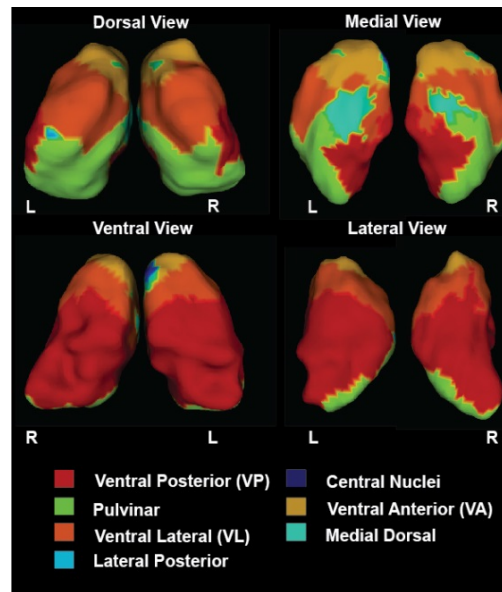 Dorsal View
Medial View
L
R
L
R
Ventral View
Lateral View
R
L
L
R
Ventral Posterior (VP)
Central Nuclei
Pulvinar
Ventral Anterior (VA)
Ventral Lateral (VL)
Medial Dorsal
Lateral Posterior